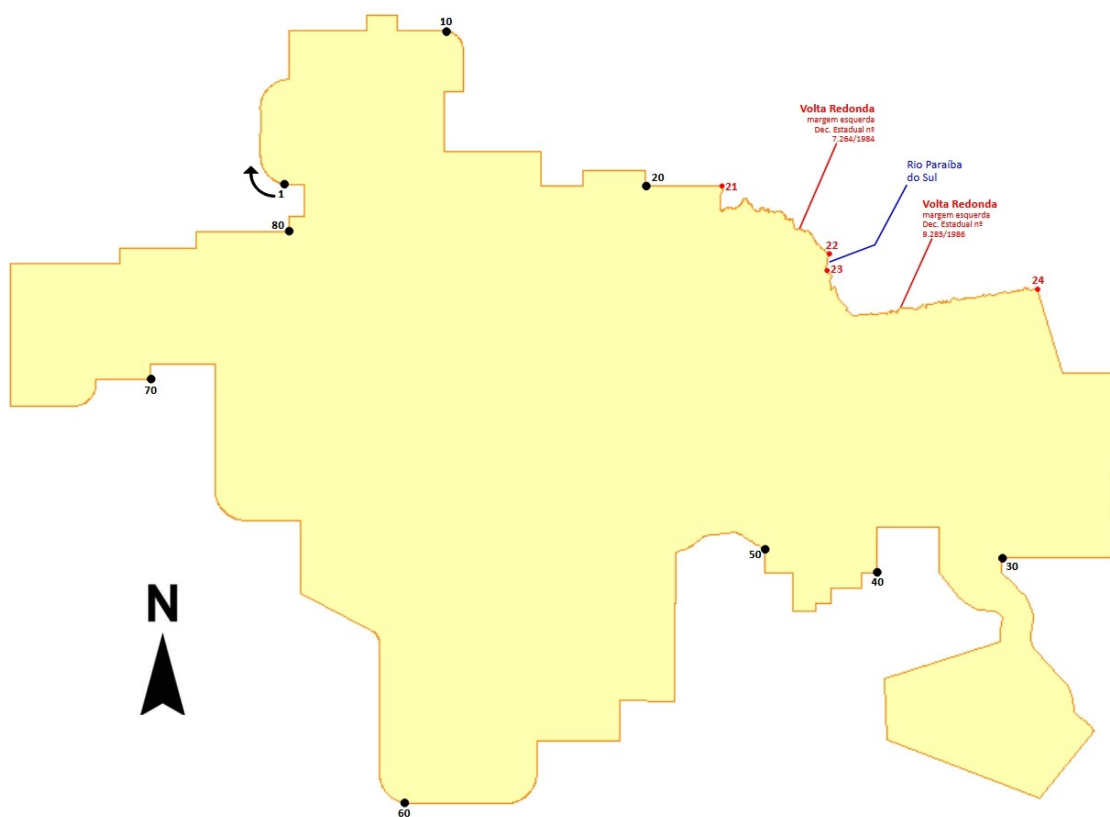 10
Volta Redonda
margem esquerda
Dec. Estadual nº
7.264/1984
Rio Paraíba
do Sul
1
20
21
Volta Redonda
margem esquerda
Dec. Estadual nº
9.285/1986
80
22
23
24
70
50
30
40
N
60